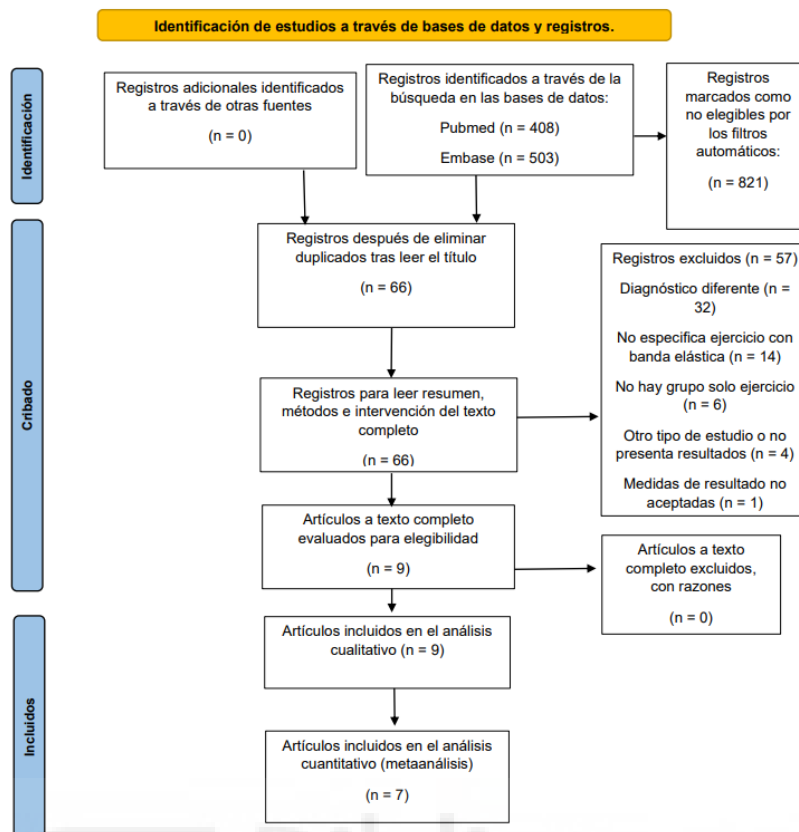 Identificación de estudios a través de bases de datos y registros.
Identificación
Registros adicionales identificados
a través de otras fuentes
(n = 0)
Registros identificados a través de la
búsqueda en las bases de datos:
Pubmed (n = 408)
Embase (n = 503)
Registros
marcados como
no elegibles por
los filtros
automáticos:
(n = 821)
Cribado
Registros después de eliminar
duplicados tras leer el título
(n = 66)
Registros excluidos (n = 57)
Diagnóstico diferente (n =
32)
No especifica ejercicio con
banda elástica (n = 14)
No hay grupo solo ejercicio
(n = 6)
Otro tipo de estudio o no
presenta resultados (n = 4)
Medidas de resultado no
aceptadas (n = 1)
Registros para leer resumen,
métodos e intervención del texto
completo
(n = 66)
Artículos a texto completo
evaluados para elegibilidad
(n = 9)
Artículos a texto
completo excluidos,
con razones
(n = 0)
Incluidos
Artículos incluidos en el análisis
cualitativo (n = 9)
Artículos incluidos en el análisis
cuantitativo (metaanálisis)
(n = 7)